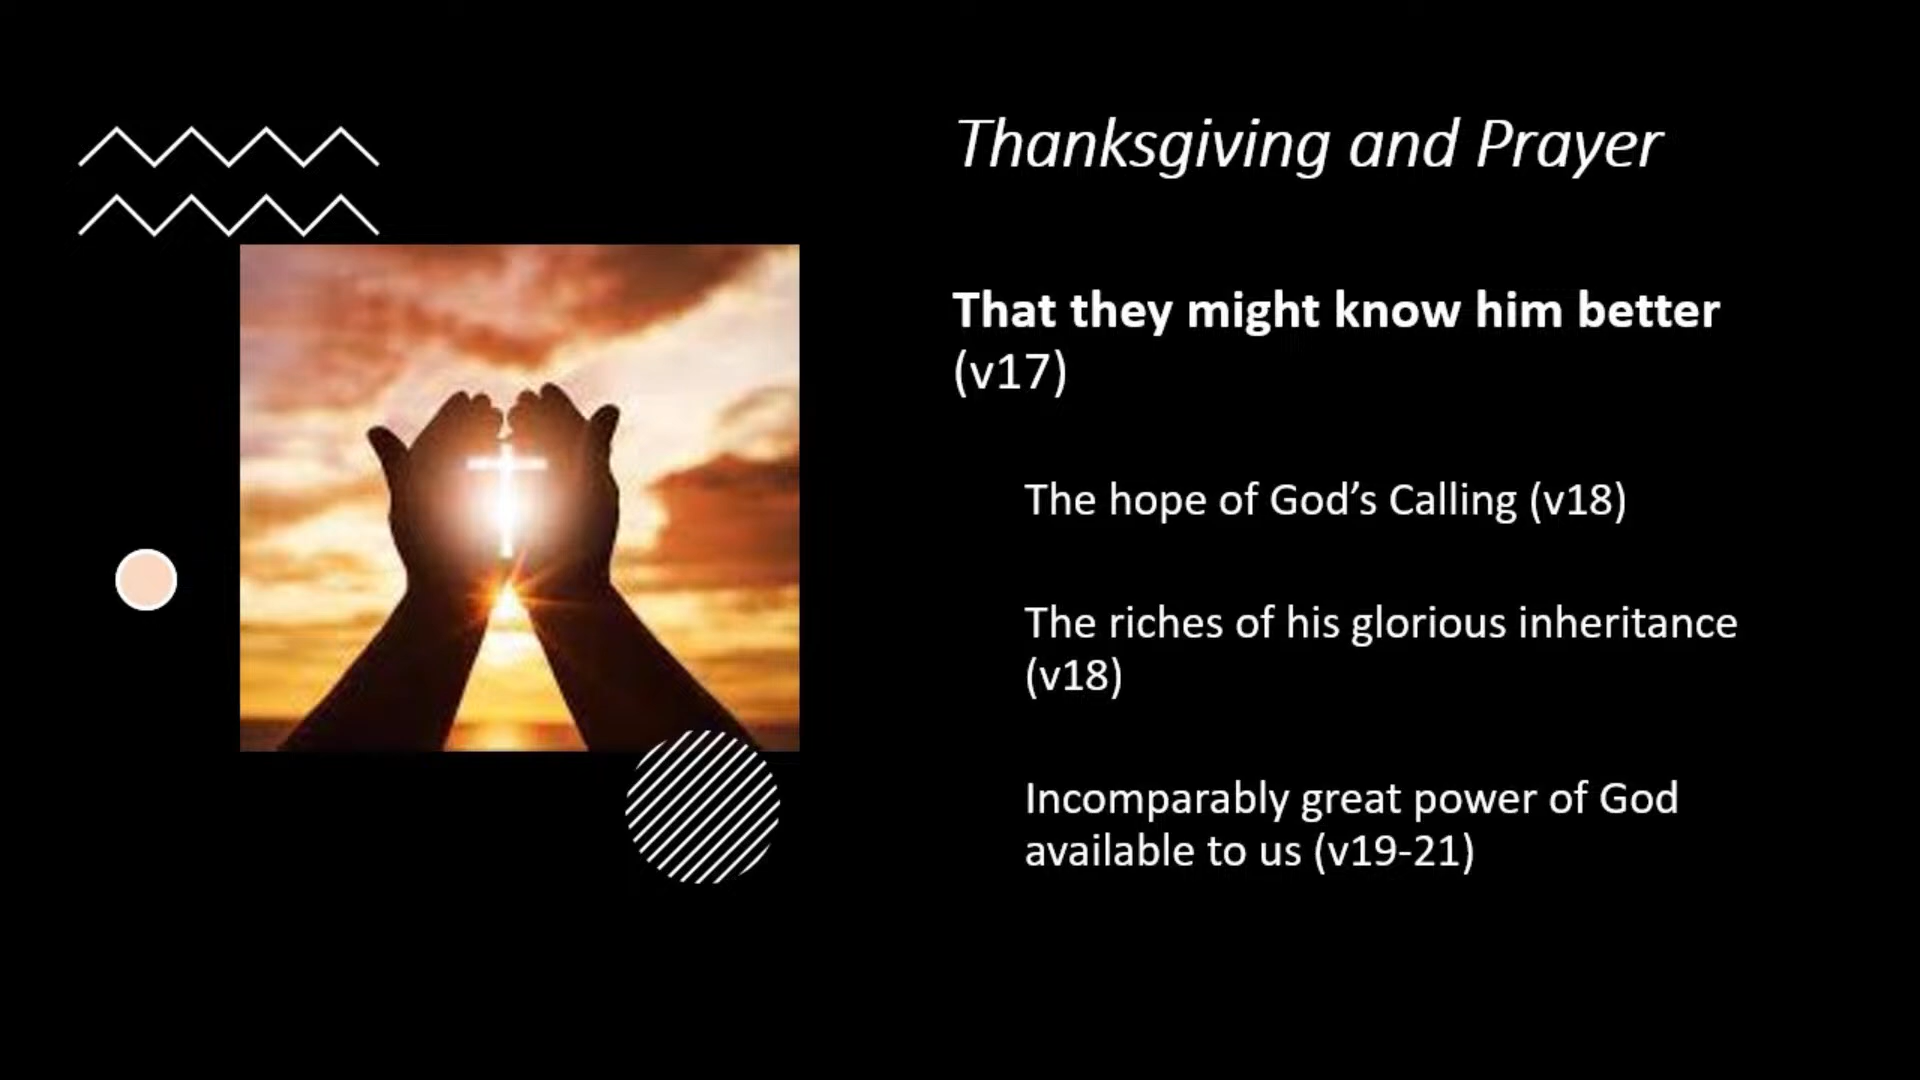 Thanksgiving and Prayer
That they might know him better
(v17)
The hope of God’s Calling (v18)
The riches of his glorious inheritance
(v18)
Incomparably great power of God
available to us (v19-21)